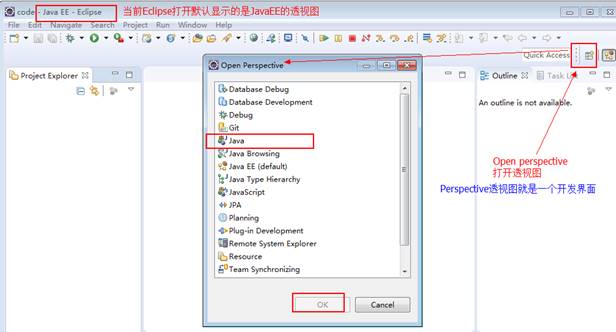 code - Java EE - Eclipse
当前Eclipse打开默认显示的是JavaEE的透视图
File Edit Navigate Search Project Run Window Help
Quick Access
Project Explorer
Open Perspective
Outline
Task Li
An outline is not available.
Database Debug
Database Development
Debug
Git
Java
Java Browsing
Java EE (default)
Java Type Hierarchy
JavaScript
JPA
Planning
Plug-in Development
Remote System Explorer
Resource
Team Synchronizing
Open perspective
打开透视图
Perspective透视图就是一个开发界面
OK
Cancel